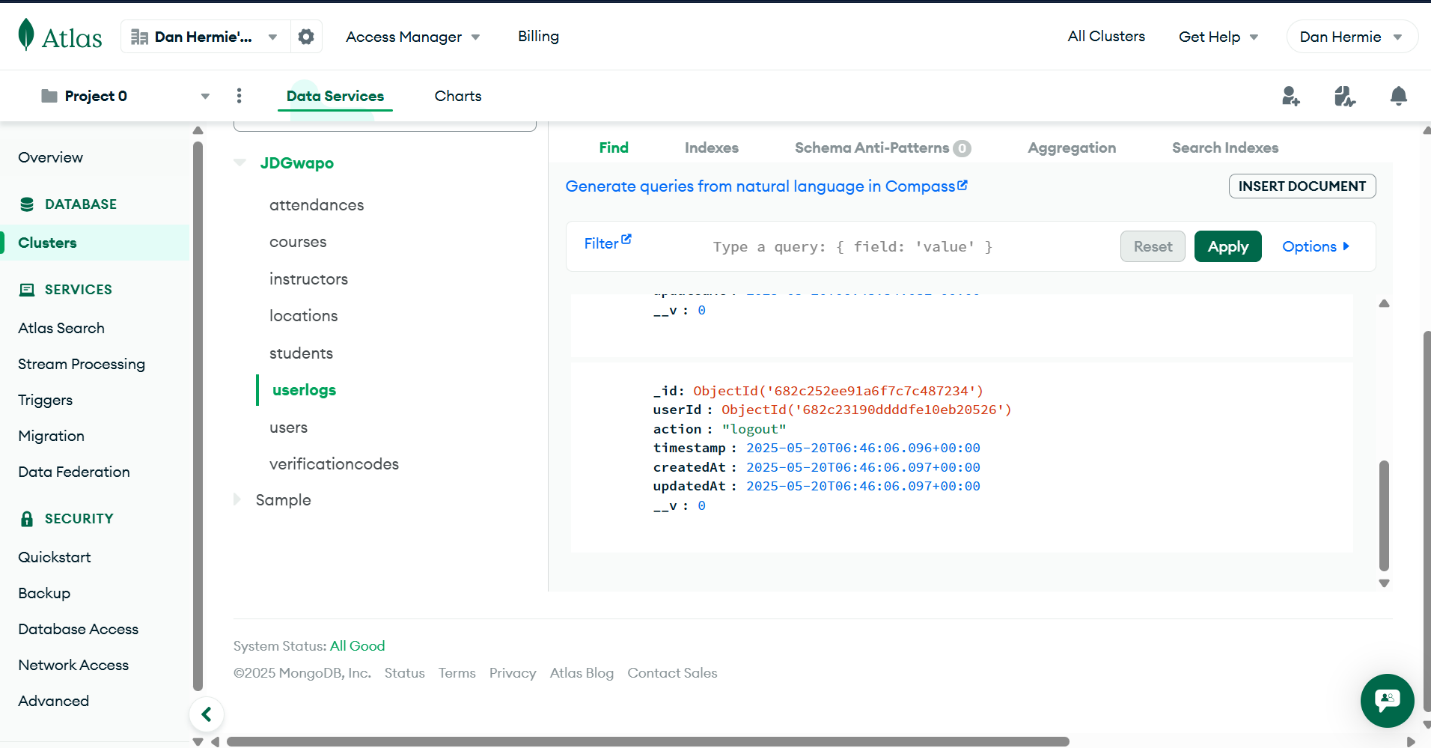 Atlas
Dan Hermie'...
Access Manager
Billing
All Clusters
Get Help
Dan Hermie
Project 0
Data Services
Charts
Overview
DATABASE
Clusters
SERVICES
Atlas Search
Stream Processing
Triggers
Migration
Data Federation
SECURITY
Quickstart
Backup
Database Access
Network Access
Advanced
JDGwapo
attendances
courses
instructors
locations
students
userlogs
users
verificationcodes
Sample
Find
Indexes
Schema Anti-Patterns 0
Aggregation
Search Indexes
Generate queries from natural language in Compass
INSERT DOCUMENT
Filter
Type a query: { field: 'value' }
Reset
Apply
Options
__v : 0
_id: ObjectId('682c252ee91a6f7c7c487234')
userId : ObjectId('682c23190ddddfe10eb20526')
action : "logout"
timestamp : 2025-05-20T06:46:06.096+00:00
createdAt : 2025-05-20T06:46:06.097+00:00
updatedAt : 2025-05-20T06:46:06.097+00:00
__v : 0
System Status: All Good
©2025 MongoDB, Inc. Status Terms Privacy Atlas Blog Contact Sales